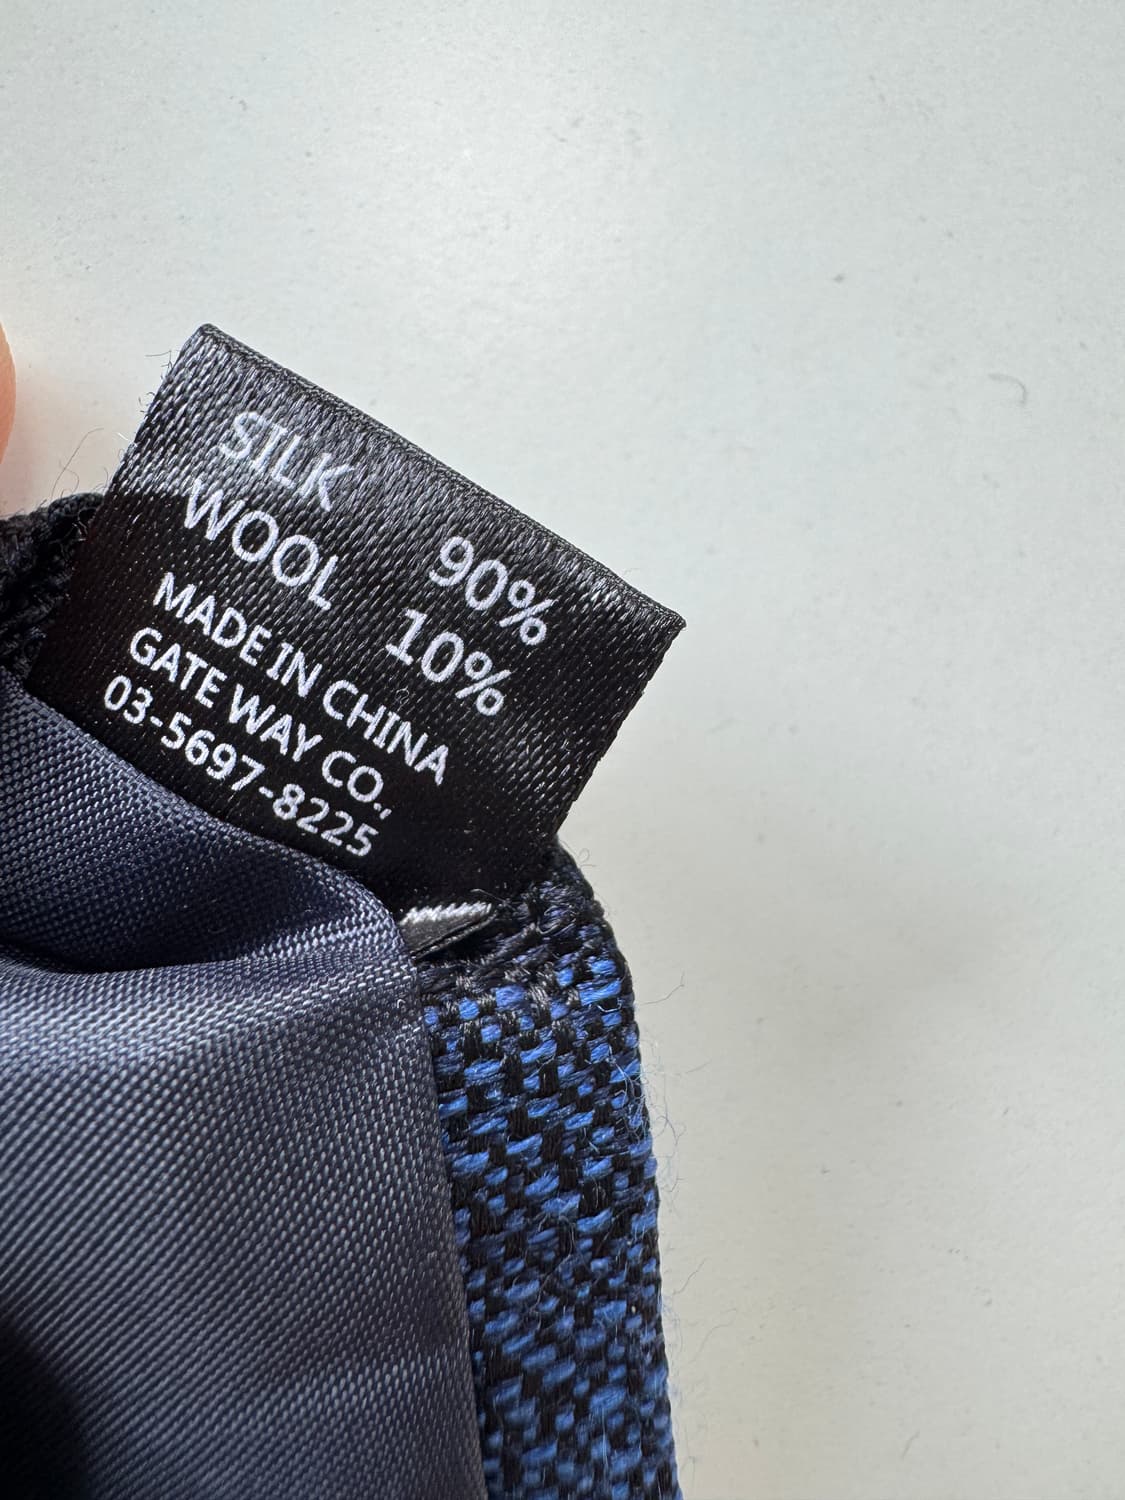 SILK 90%
WOOL 10%
MADE IN CHINA
GATE WAY CO.,
03-5697-8225